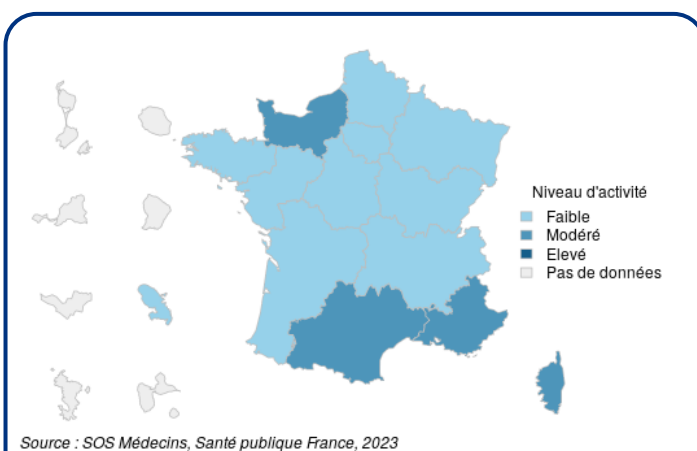 Niveau d'activité
Faible
Modéré
Elevé
Pas de données
Source : SOS Médecins, Santé publique France, 2023